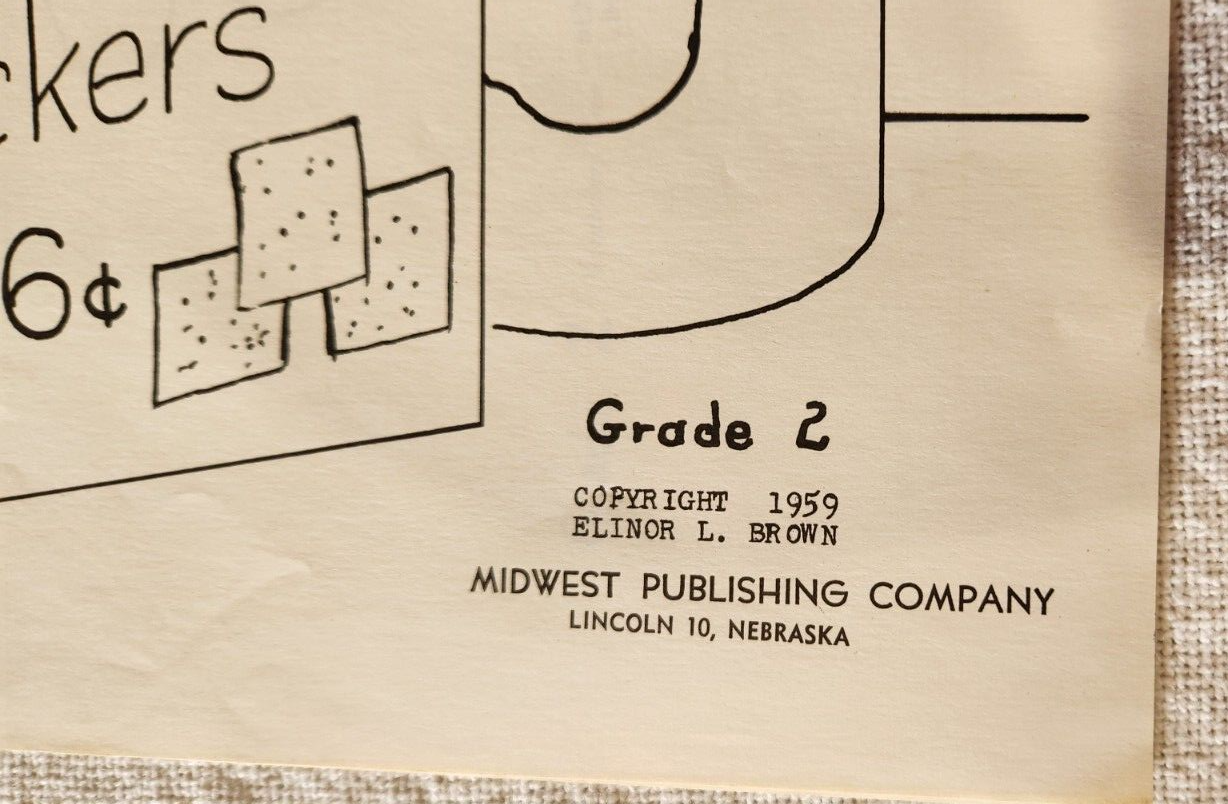 ckers
6¢
Grade 2
COPYRIGHT 1959
ELINOR L. BROWN
MIDWEST PUBLISHING COMPANY
LINCOLN 10, NEBRASKA